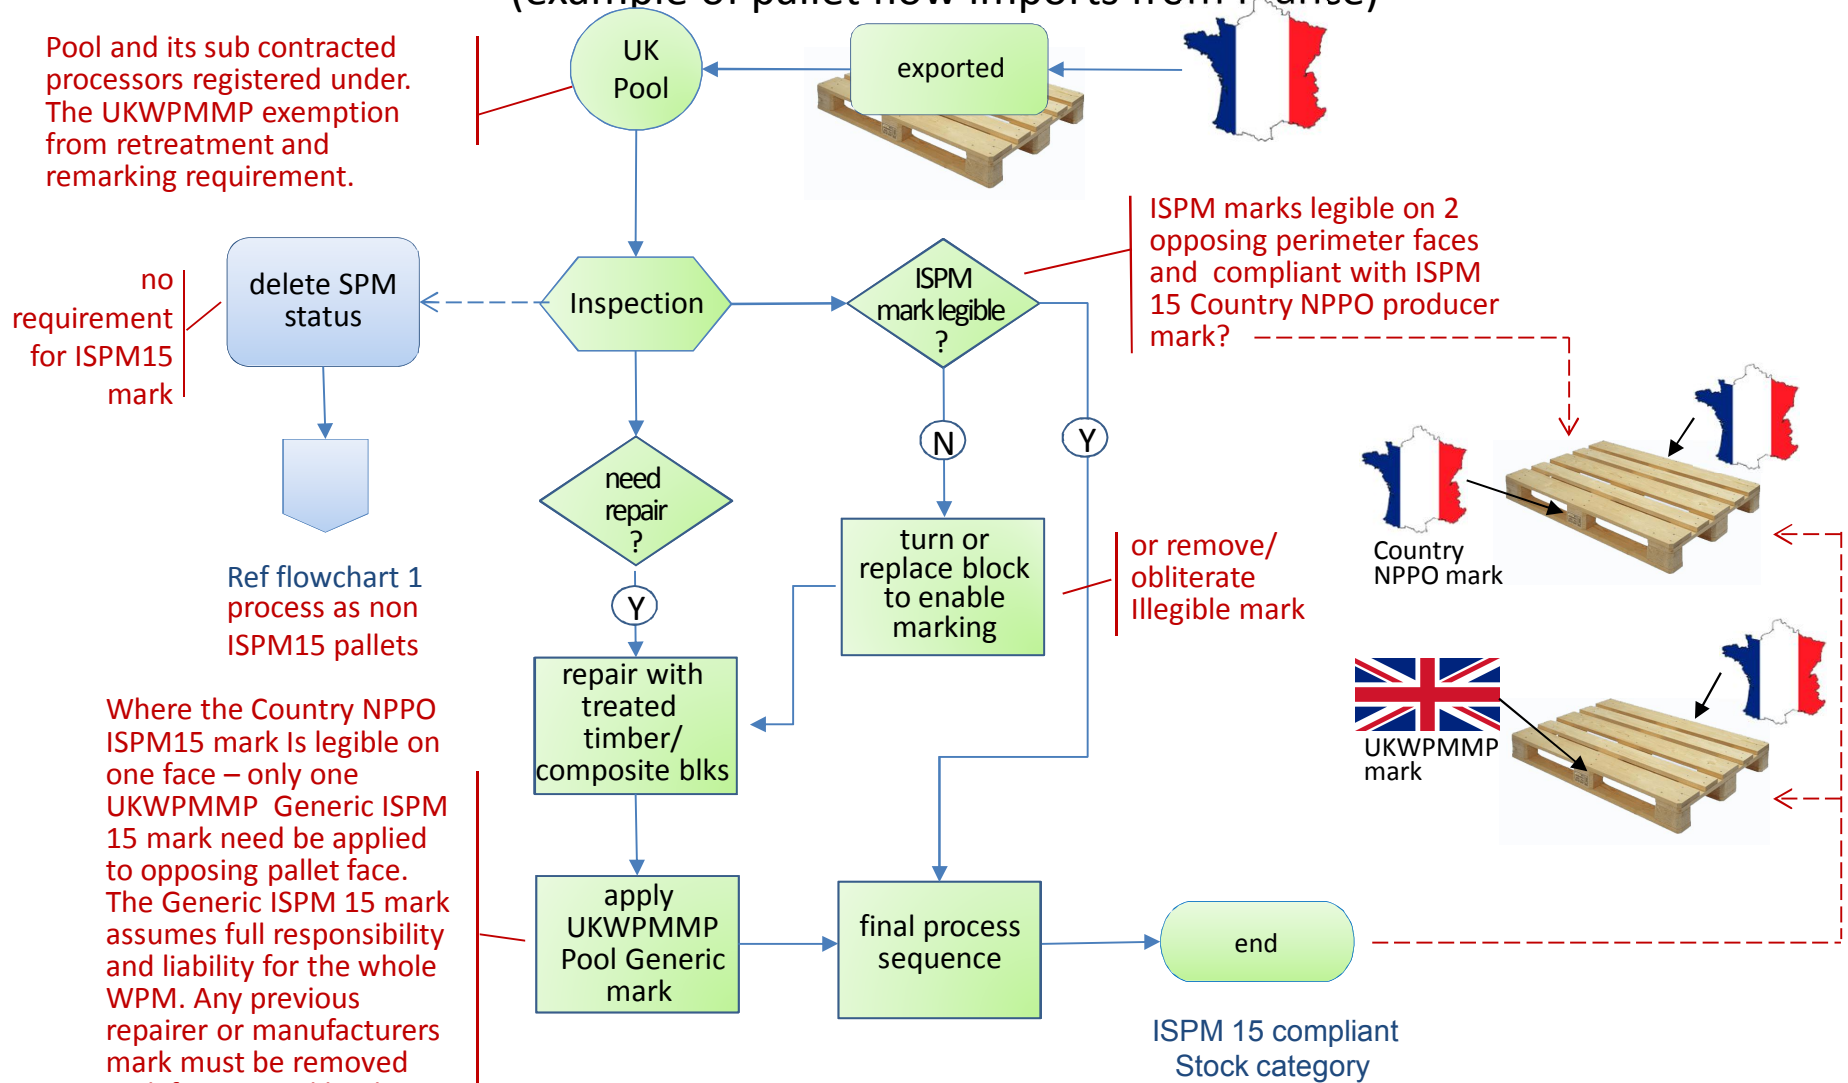 (example of pallet flow imports from France)
Pool and its sub contracted
processors registered under.
The UKWPMMP exemption
from retreatment and
remarking requirement.
UK
Pool
exported
ISPM marks legible on 2
opposing perimeter faces
and compliant with ISPM
15 Country NPPO producer
mark?
no
requirement
for ISPM15
mark
delete SPM
status
Inspection
ISPM
mark legible
?
N
Y
need
repair
?
Y
turn or
replace block
to enable
marking
or remove/
obliterate
Illegible mark
Country
NPPO mark
Ref flowchart 1
process as non
ISPM15 pallets
repair with
treated
timber/
composite blks
UKWPMMP
mark
Where the Country NPPO
ISPM15 mark Is legible on
one face – only one
UKWPMMP Generic ISPM
15 mark need be applied
to opposing pallet face.
The Generic ISPM 15 mark
assumes full responsibility
and liability for the whole
WPM. Any previous
repairer or manufacturers
mark must be removed
apply
UKWPMMP
Pool Generic
mark
final process
sequence
end
ISPM 15 compliant
Stock category